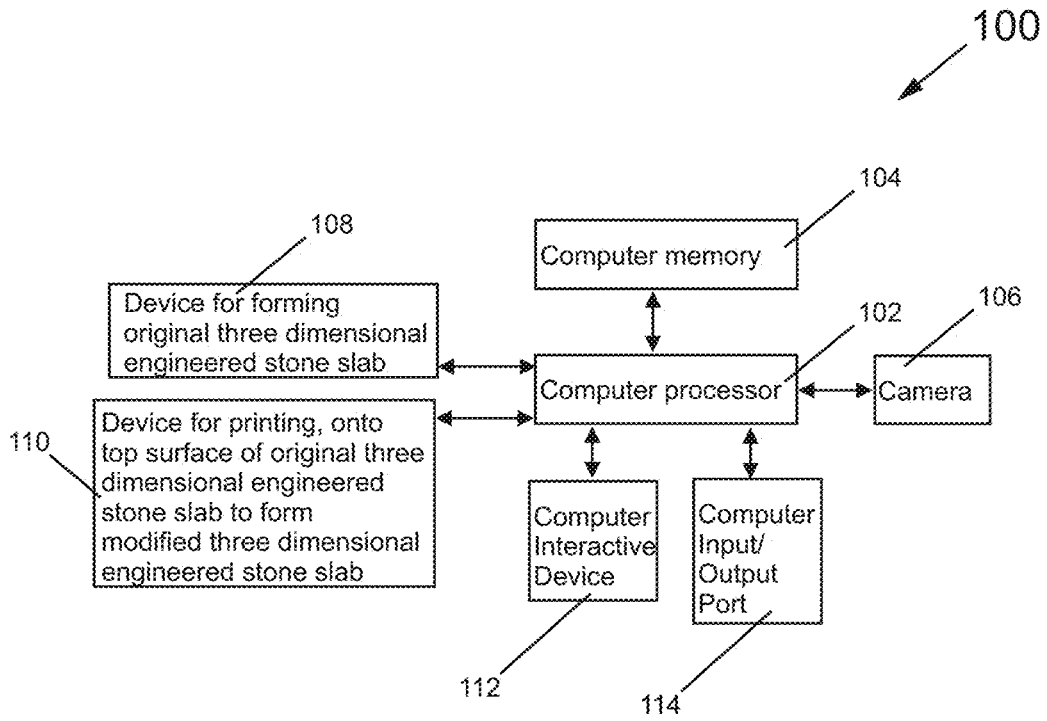 100
104
108
Computer memory
106
Device for forming
original three dimensional
engineered stone slab
102
Computer processor
Camera
110
Device for printing, onto
top surface of original three
dimensional engineered
stone slab to form
modified three dimensional
engineered stone slab
Computer
Interactive
Device
Computer
Input/
Output
Port
112
114